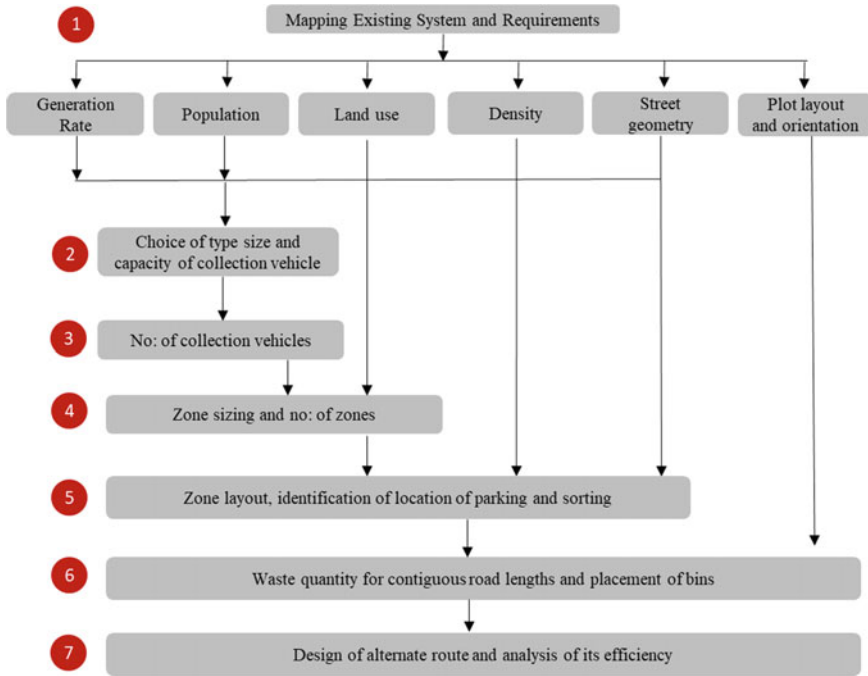 1
Mapping Existing System and Requirements
Generation
Rate
Population
Land use
Density
Street
geometry
Plot layout
and orientation
2
Choice of type size and
capacity of collection vehicle
3
No: of collection vehicles
4
Zone sizing and no: of zones
5
Zone layout, identification of location of parking and sorting
6
Waste quantity for contiguous road lengths and placement of bins
7
Design of alternate route and analysis of its efficiency